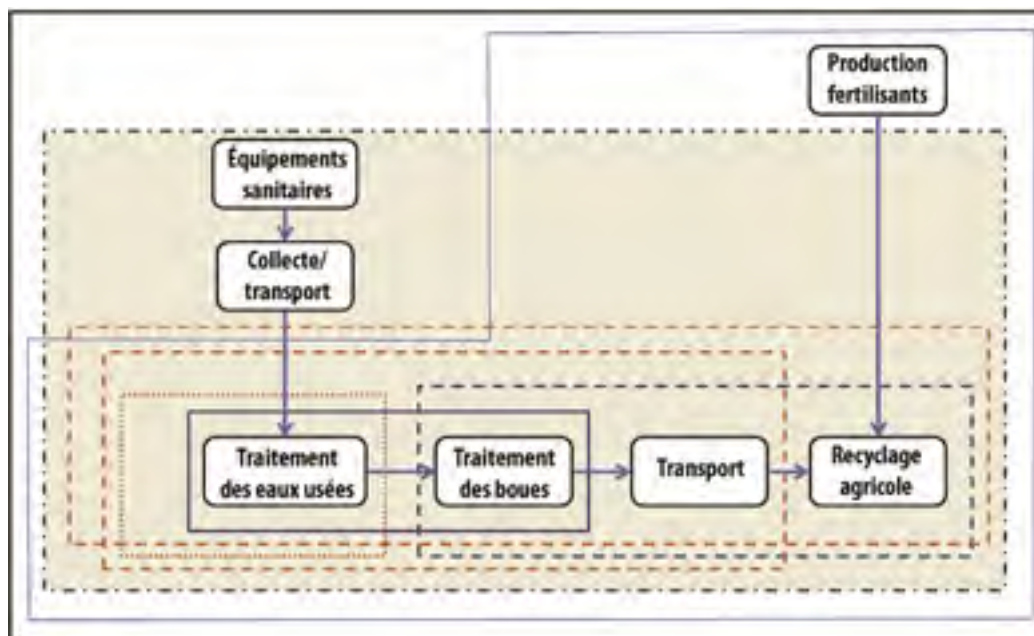 Production
fertilisants
Équipements
sanitaires
Collecte/
transport
Traitement
des eaux usées
Traitement
des boues
Transport
Recyclage
agricole